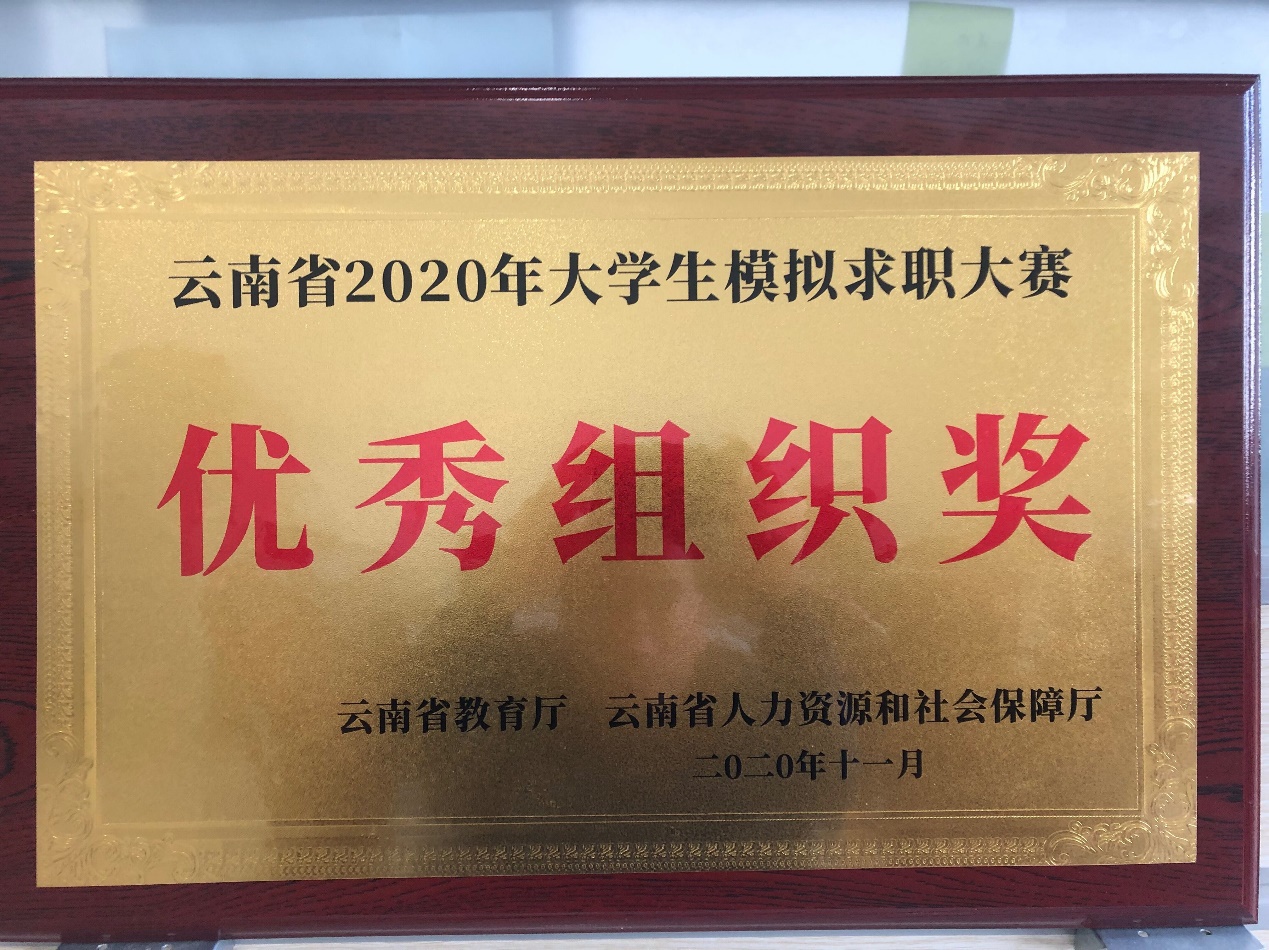 云南省2020年大学生模拟求职大赛
优秀组织奖
云南省教育厅 云南省人力资源和社会保障厅
二0二0年十一月